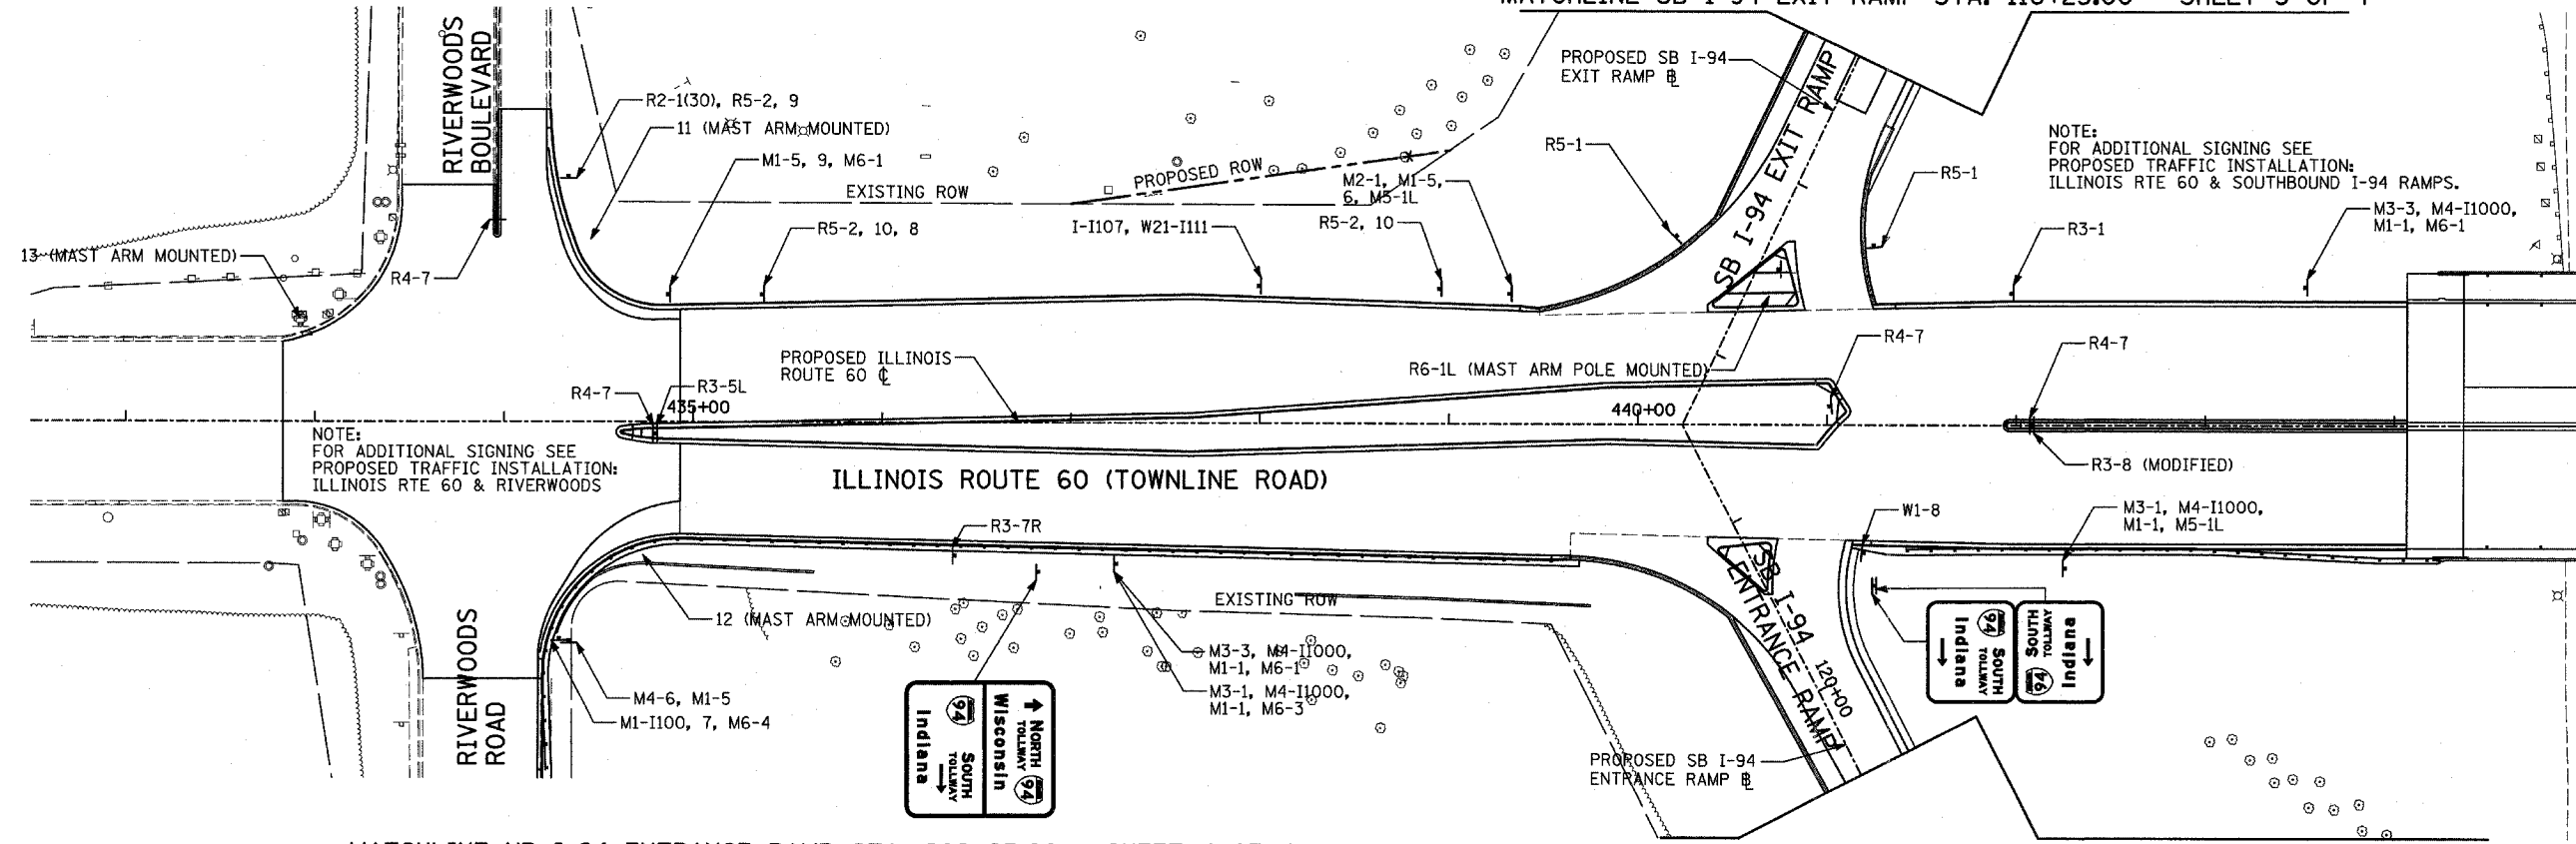 RIVERWOODS
BOULEVARD
R2-1(30), R5-2, 9
11 (MAST ARM MOUNTED)
M1-5, 9, M6-1
EXISTING ROW
PROPOSED ROW
R5-2, 10, 8
I-I107, W21-I111
M2-1, M1-5,
6, M5-1L
R5-2, 10
R5-1
PROPOSED SB I-94
EXIT RAMP ⅊
SB I-94 EXIT RAMP
R5-1
NOTE:
FOR ADDITIONAL SIGNING SEE
PROPOSED TRAFFIC INSTALLATION:
ILLINOIS RTE 60 & SOUTHBOUND I-94 RAMPS.
R3-1
M3-3, M4-I1000,
M1-1, M6-1
13 (MAST ARM MOUNTED)
R4-7
PROPOSED ILLINOIS
ROUTE 60 ℄
R6-1L (MAST ARM POLE MOUNTED)
R4-7
R4-7
R4-7
R3-5L
435+00
440+00
NOTE:
FOR ADDITIONAL SIGNING SEE
PROPOSED TRAFFIC INSTALLATION:
ILLINOIS RTE 60 & RIVERWOODS
ILLINOIS ROUTE 60 (TOWNLINE ROAD)
R3-8 (MODIFIED)
R3-7R
W1-8
M3-1, M4-I1000,
M1-1, M5-1L
EXISTING ROW
12 (MAST ARM MOUNTED)
SB I-94
ENTRANCE RAMP
120+00
M3-3, M4-I1000,
M1-1, M6-1
M3-1, M4-I1000,
M1-1, M6-3
M4-6, M1-5
M1-I100, 7, M6-4
RIVERWOODS
ROAD
NORTH
TOLLWAY
94
Wisconsin
94
SOUTH
TOLLWAY
Indiana
94
SOUTH
TOLLWAY
Indiana
SOUTH
TOLLWAY
94
Indiana
PROPOSED SB I-94
ENTRANCE RAMP ⅊